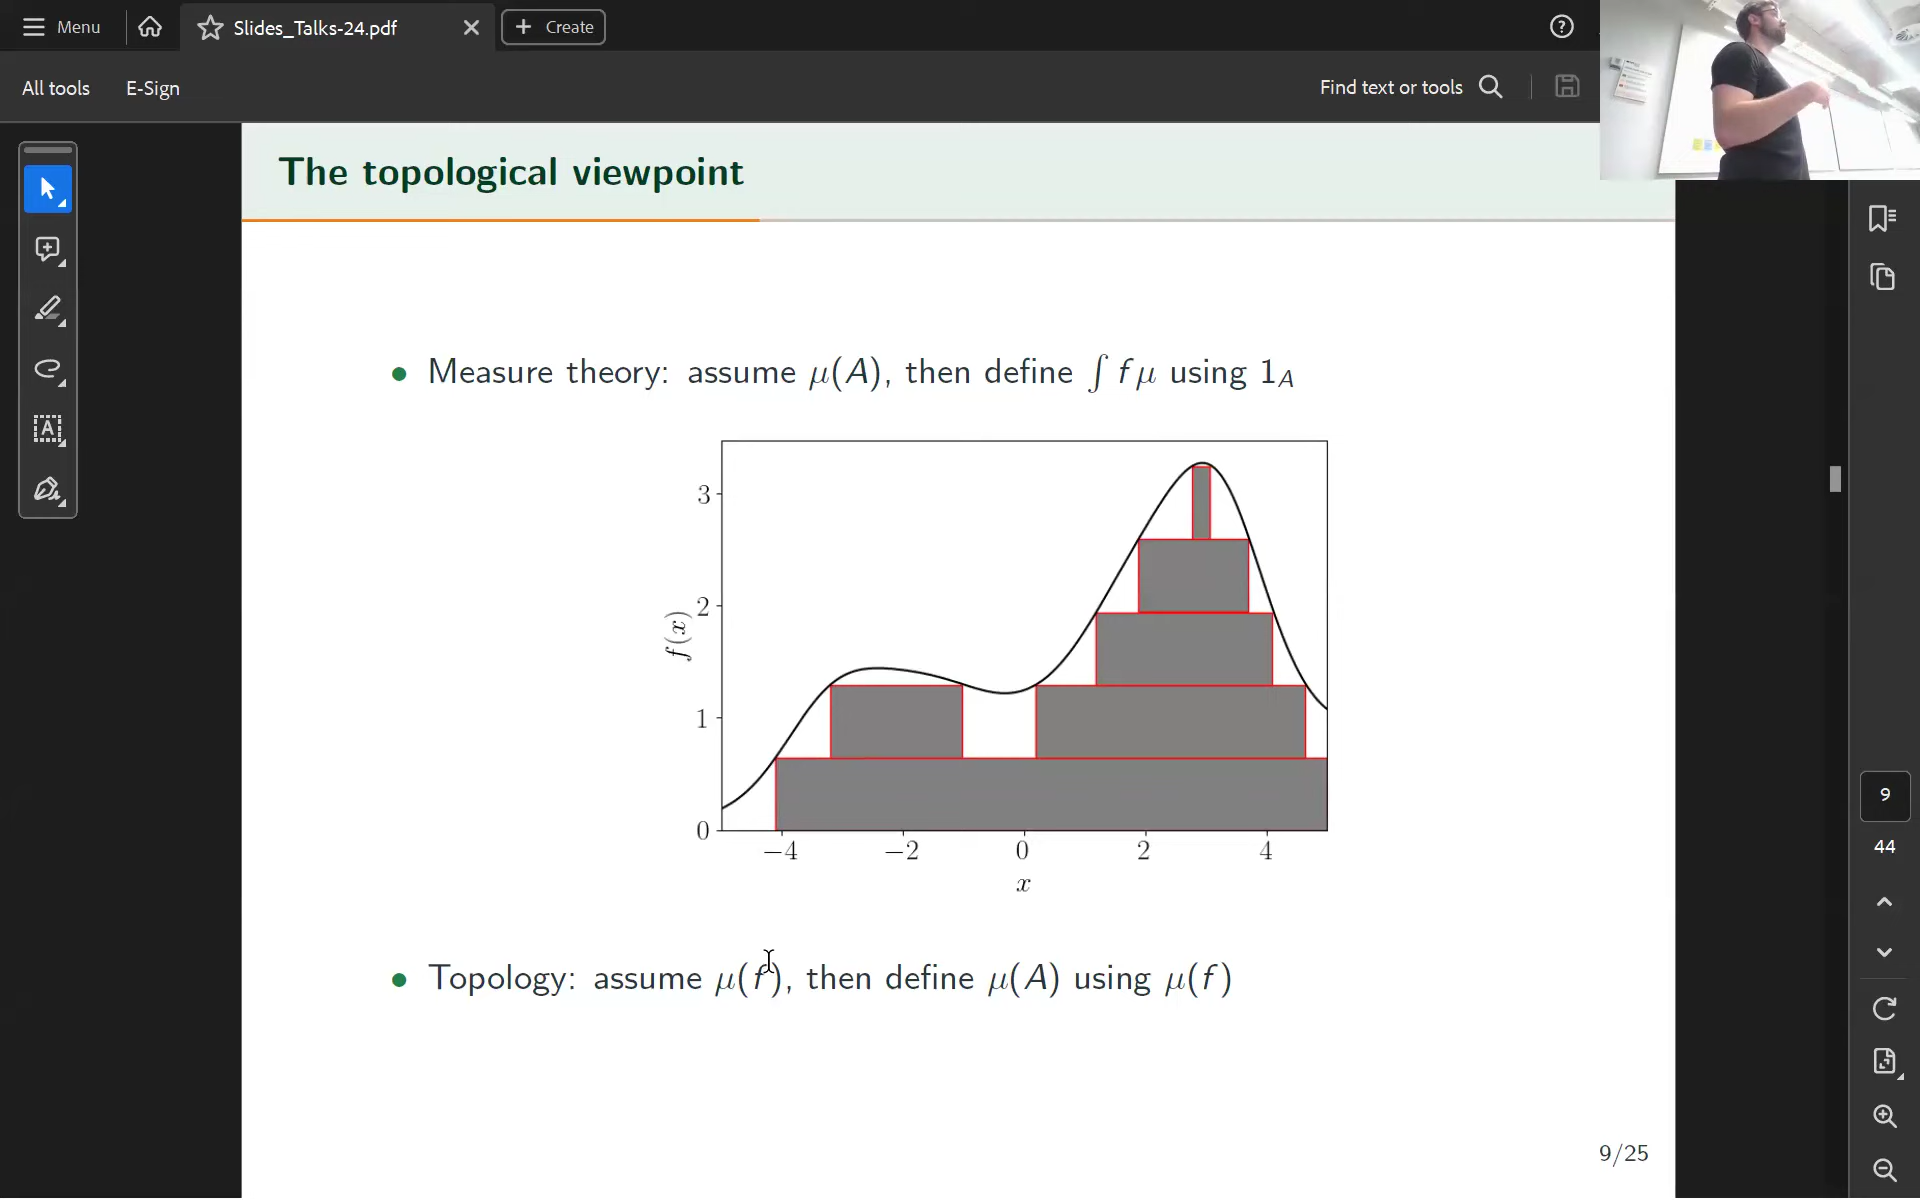 Menu
Slides_Talks-24.pdf
Create
All tools
E-Sign
Find text or tools
The topological viewpoint
• Measure theory: assume μ(A), then define ∫ f μ using 1_A
3
2
1
0
f(x)
−4 −2 0 2 4
x
• Topology: assume μ(f), then define μ(A) using μ(f)
9/25
9
44